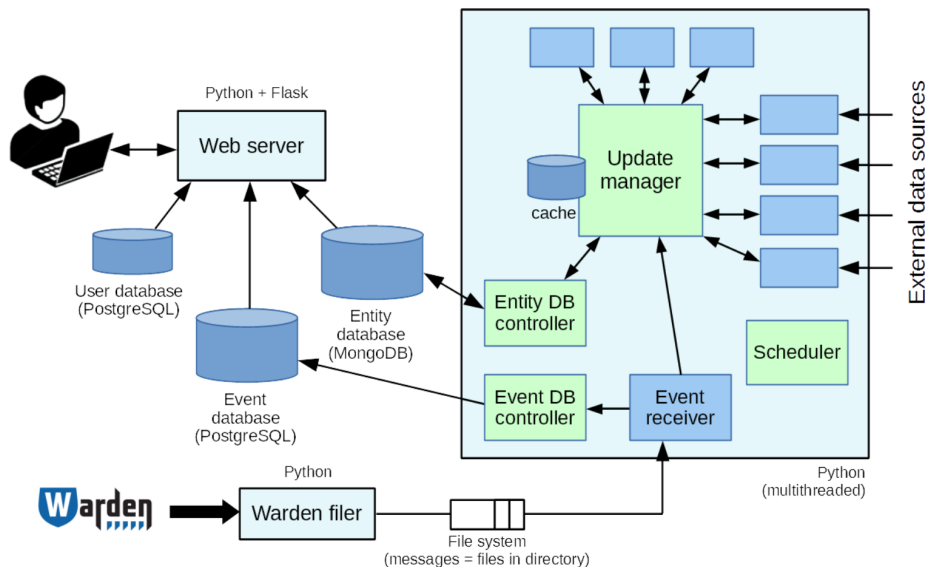 Python + Flask
Web server
Update
manager
cache
External data sources
User database
(PostgreSQL)
Entity
database
(MongoDB)
Entity DB
controller
Scheduler
Event
database
(PostgreSQL)
Event DB
controller
Event
receiver
Python
(multithreaded)
Python
Warden
Warden filer
File system
(messages = files in directory)